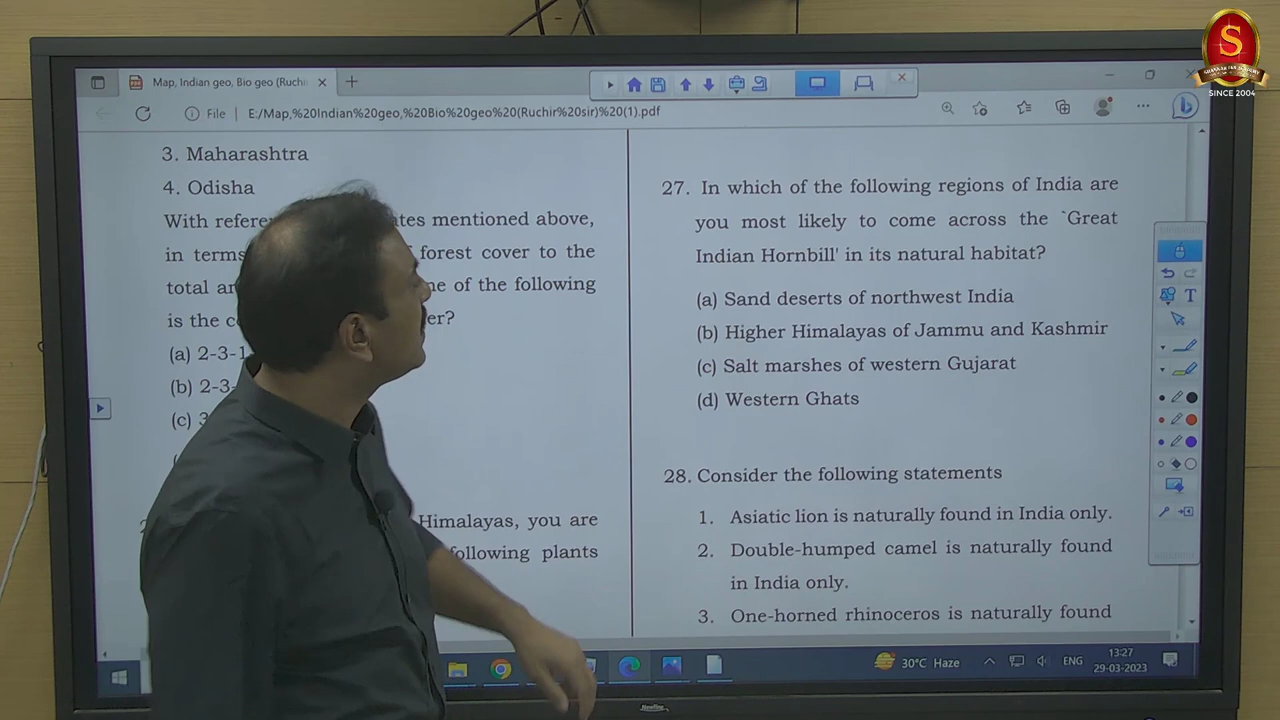 Map, Indian geo, Bio geo (Ruchi
File | E:/Map,%20Indian%20geo,%20Bio%20geo%20(Ruchir%20sir)%20(1).pdf
S
SINCE 2004
3. Maharashtra
4. Odisha
With mentioned above,
in terms forest cover to the
total of the following
is the
(a) 2-3-1
(b) 2-3-
(c) 3
Himalayas, you are
following plants
27. In which of the following regions of India are
you most likely to come across the `Great
Indian Hornbill' in its natural habitat?
(a) Sand deserts of northwest India
(b) Higher Himalayas of Jammu and Kashmir
(c) Salt marshes of western Gujarat
(d) Western Ghats
28. Consider the following statements
1. Asiatic lion is naturally found in India only.
2. Double-humped camel is naturally found
in India only.
3. One-horned rhinoceros is naturally found
T
30°C Haze
ENG
13:27
29-03-2023
Newline